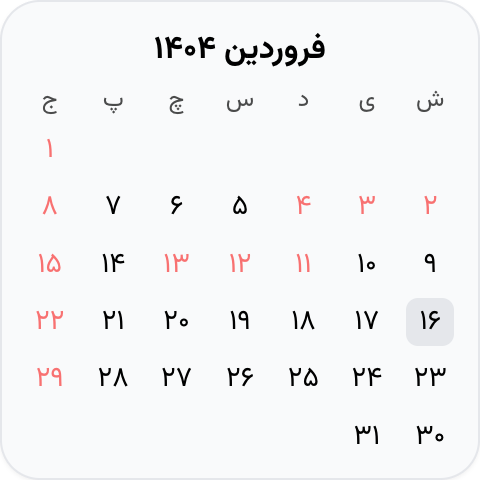 فروردین ۱۴۰۴
ش ی د س چ پ ج
۱
۲ ۳ ۴ ۵ ۶ ۷ ۸
۹ ۱۰ ۱۱ ۱۲ ۱۳ ۱۴ ۱۵
۱۶ ۱۷ ۱۸ ۱۹ ۲۰ ۲۱ ۲۲
۲۳ ۲۴ ۲۵ ۲۶ ۲۷ ۲۸ ۲۹
۳۰ ۳۱